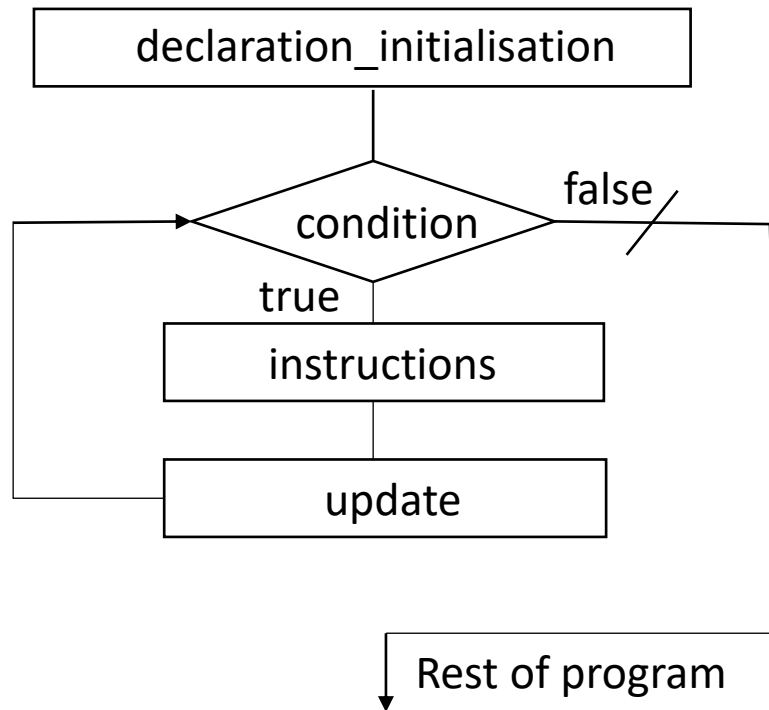 declaration_initialisation
false
condition
true
instructions
update
Rest of program